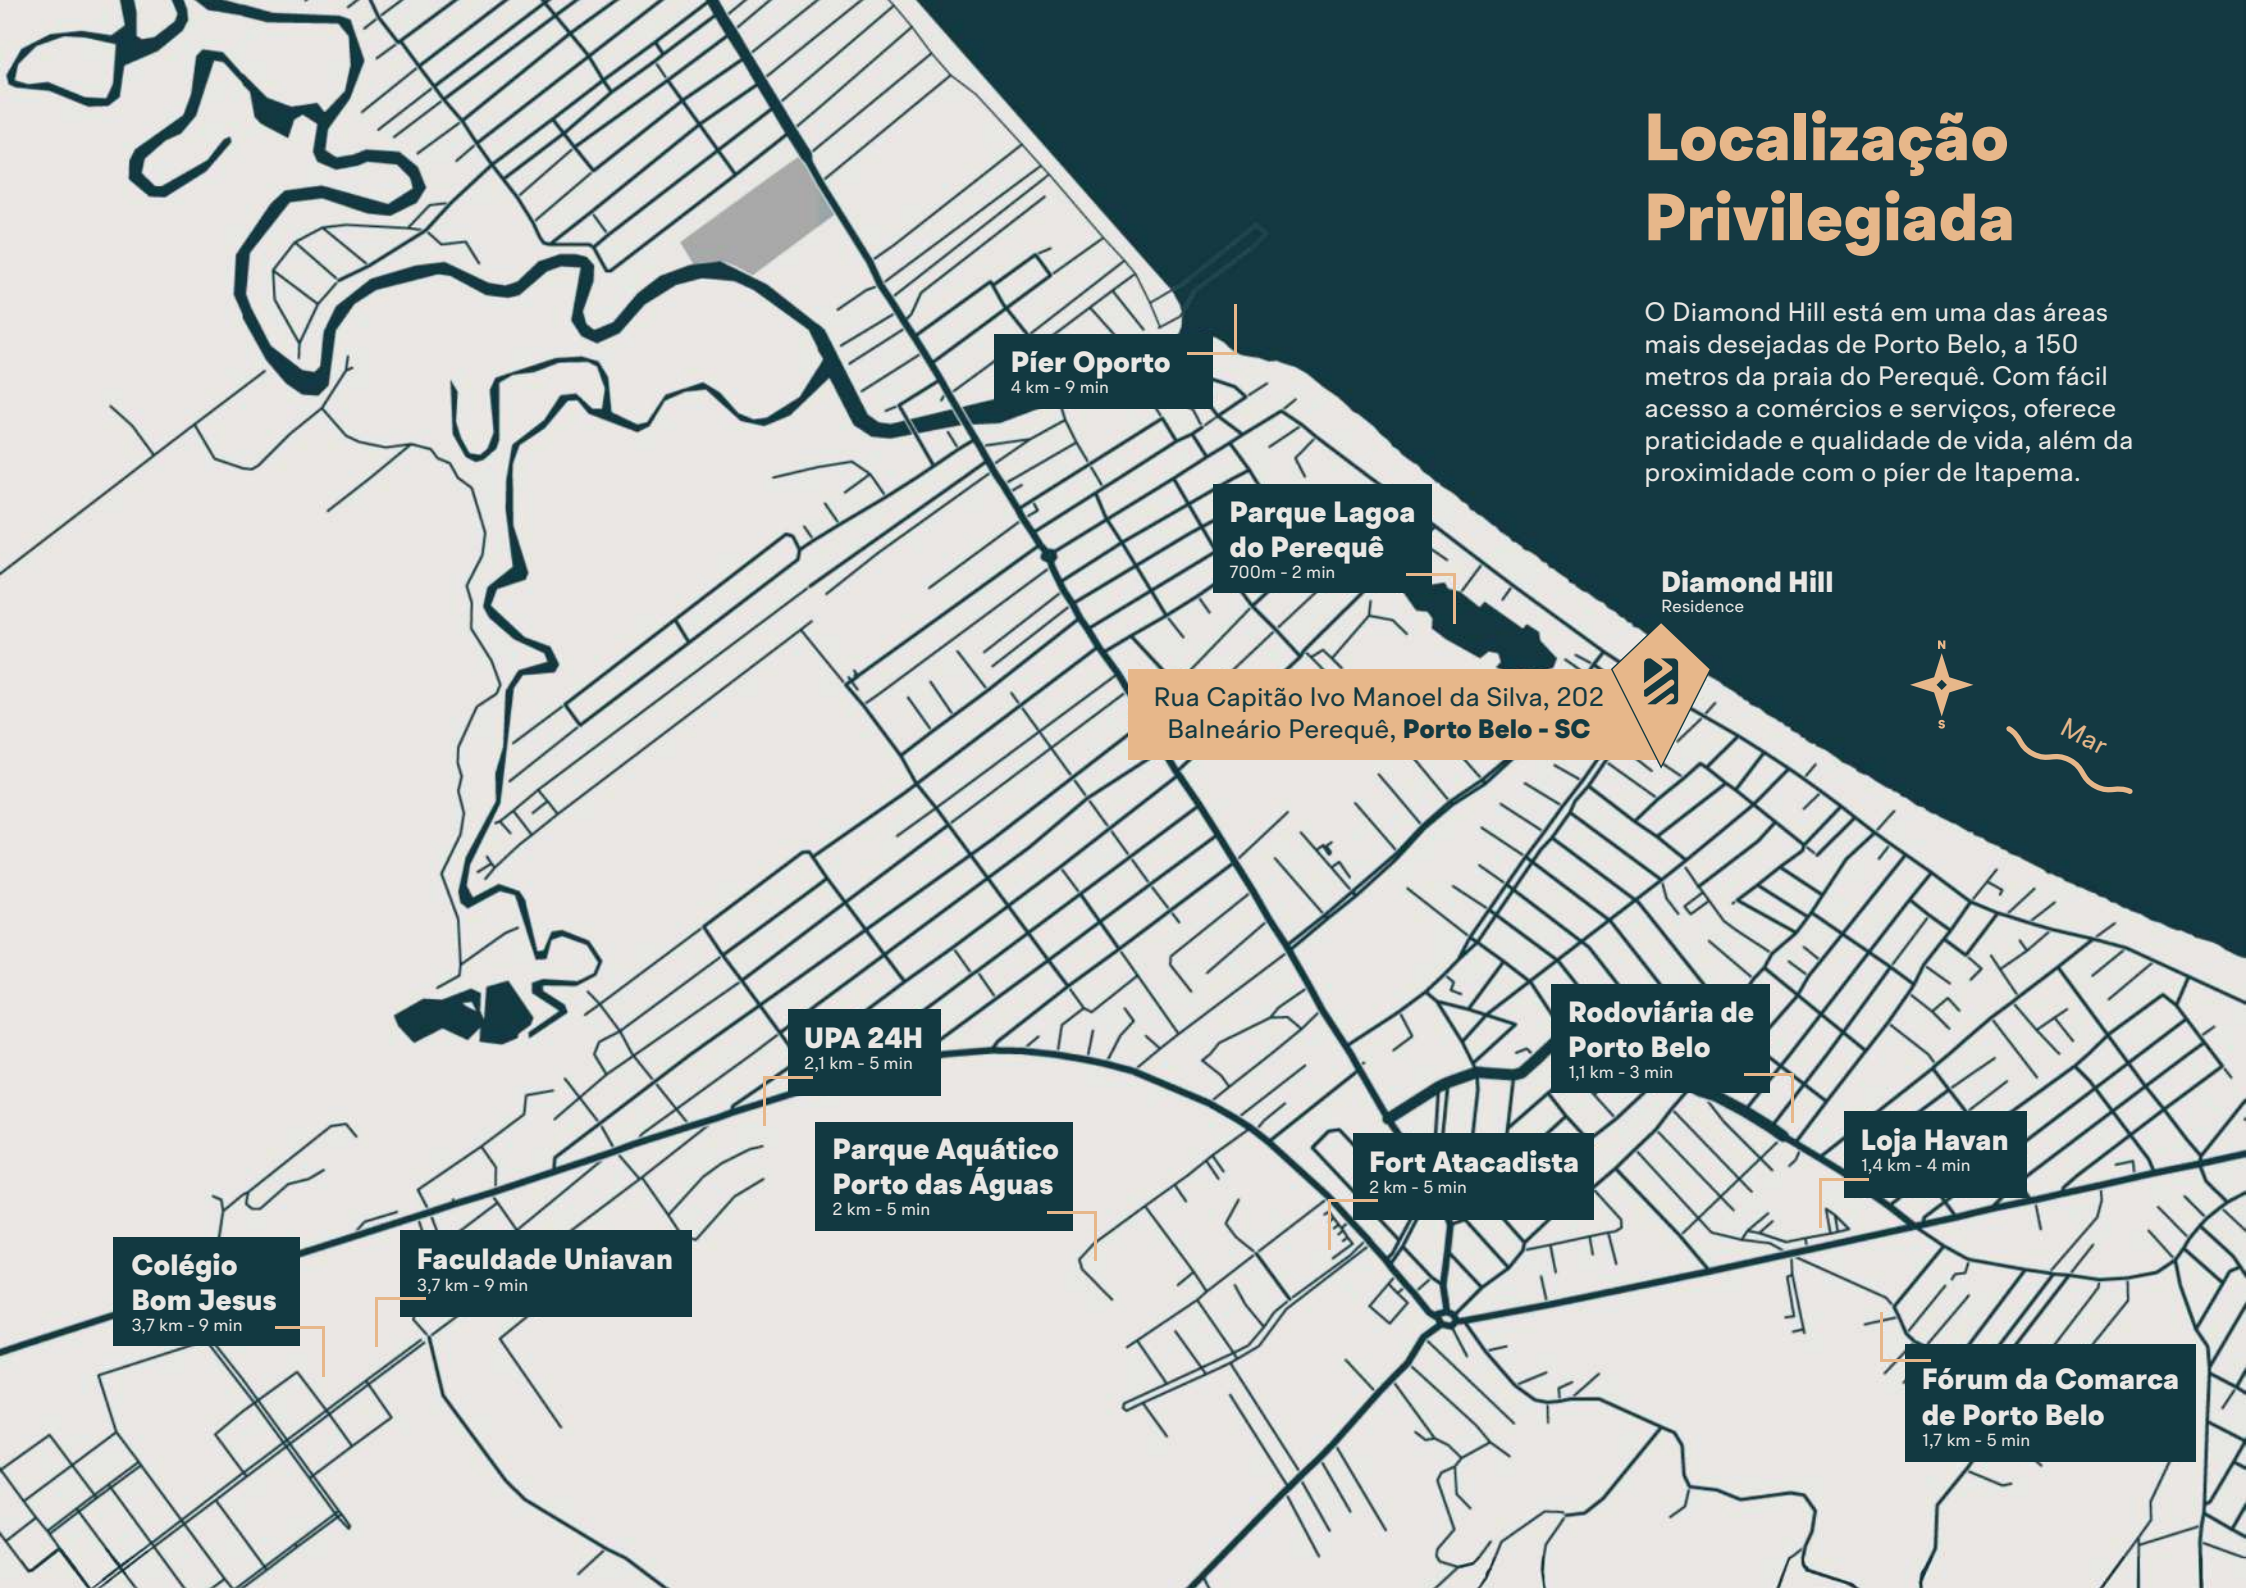 Localização
Privilegiada
O Diamond Hill está em uma das áreas
mais desejadas de Porto Belo, a 150
metros da praia do Perequê. Com fácil
acesso a comércios e serviços, oferece
praticidade e qualidade de vida, além da
proximidade com o píer de Itapema.
Píer Oporto
4 km - 9 min
Parque Lagoa
do Perequê
700m - 2 min
Diamond Hill
Residence
N
S
Mar
Rua Capitão Ivo Manoel da Silva, 202
Balneário Perequê, Porto Belo - SC
UPA 24H
2,1 km - 5 min
Rodoviária de
Porto Belo
1,1 km - 3 min
Parque Aquático
Porto das Águas
2 km - 5 min
Fort Atacadista
2 km - 5 min
Loja Havan
1,4 km - 4 min
Colégio
Bom Jesus
3,7 km - 9 min
Faculdade Uniavan
3,7 km - 9 min
Fórum da Comarca
de Porto Belo
1,7 km - 5 min